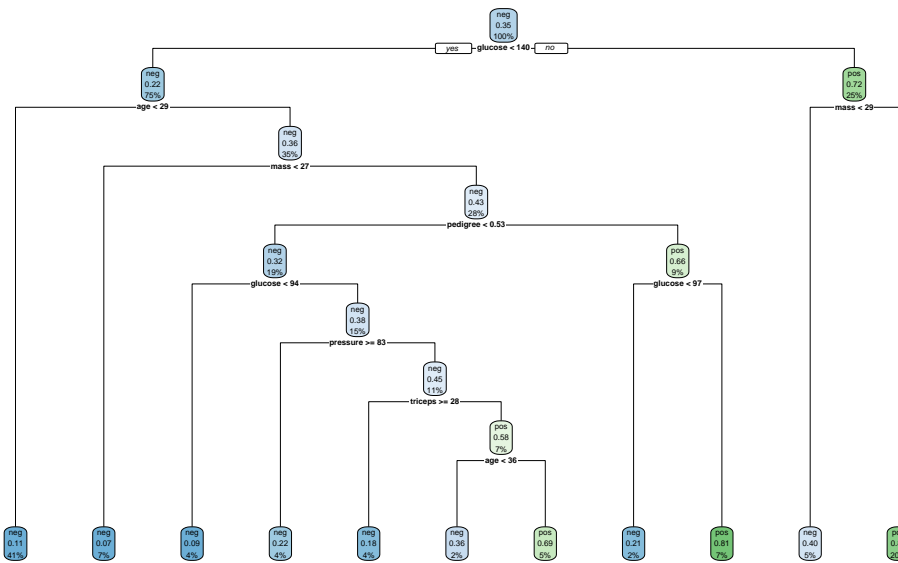 neg
0.35
100%
yes
glucose < 140
no
neg
0.22
75%
age < 29
pos
0.72
25%
mass < 29
neg
0.36
35%
mass < 27
neg
0.43
28%
pedigree < 0.53
neg
0.32
19%
glucose < 94
pos
0.66
9%
glucose < 97
neg
0.38
15%
pressure >= 83
neg
0.45
11%
triceps >= 28
pos
0.58
7%
age < 36
neg
0.11
41%
neg
0.07
7%
neg
0.09
4%
neg
0.22
4%
neg
0.18
4%
neg
0.36
2%
pos
0.69
5%
neg
0.21
2%
pos
0.81
7%
neg
0.40
5%